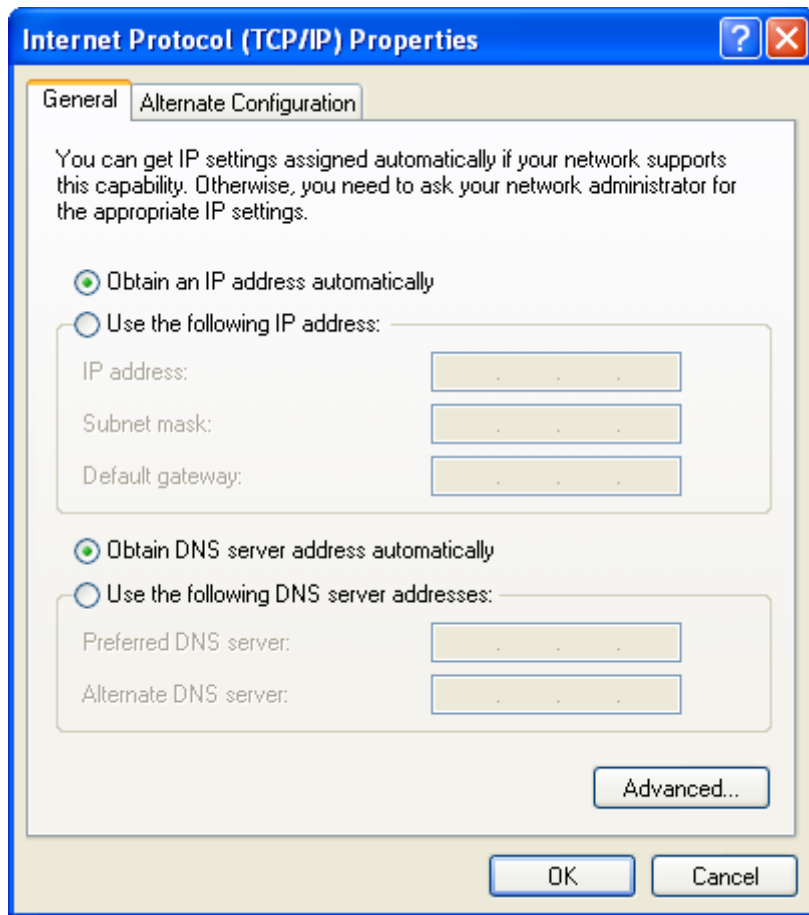 Internet Protocol (TCP/IP) Properties
General
Alternate Configuration
You can get IP settings assigned automatically if your network supports
this capability. Otherwise, you need to ask your network administrator for
the appropriate IP settings.
Obtain an IP address automatically
Use the following IP address:
IP address:
Subnet mask:
Default gateway:
Obtain DNS server address automatically
Use the following DNS server addresses:
Preferred DNS server:
Alternate DNS server:
Advanced...
OK
Cancel